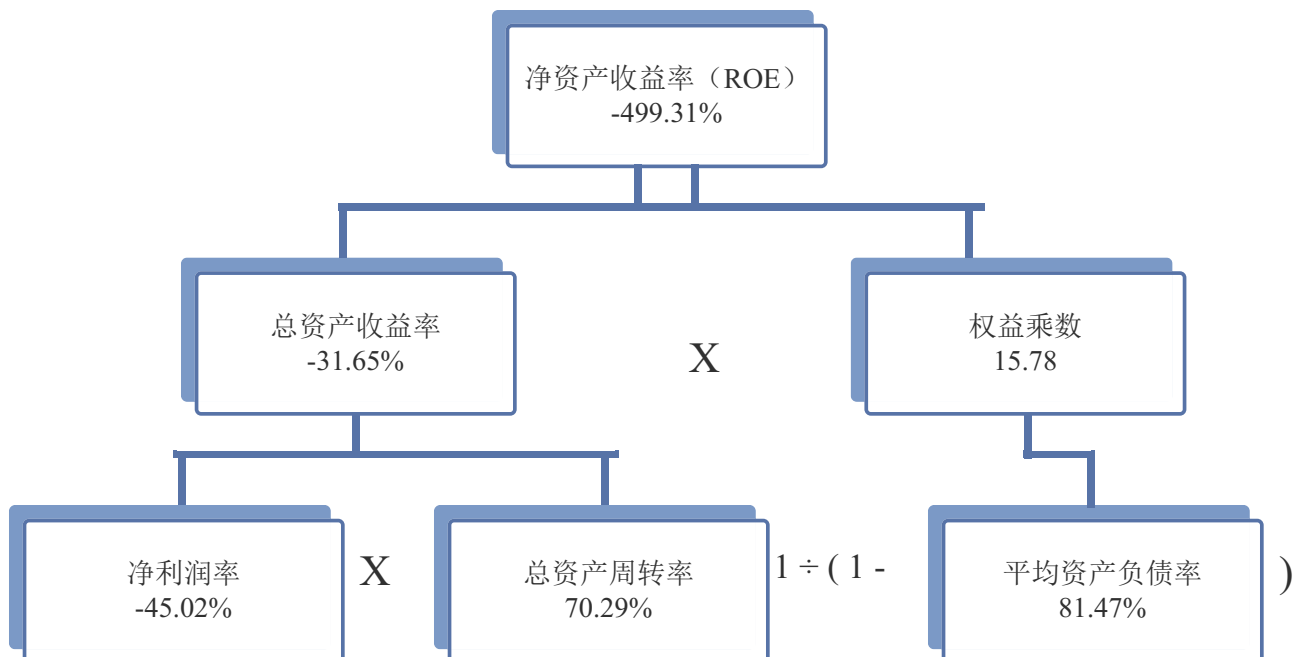 净资产收益率（ROE）
-499.31%
总资产收益率
-31.65%
X
权益乘数
15.78
净利润率
-45.02%
X
总资产周转率
70.29%
1 ÷ ( 1 -
平均资产负债率
81.47%
)